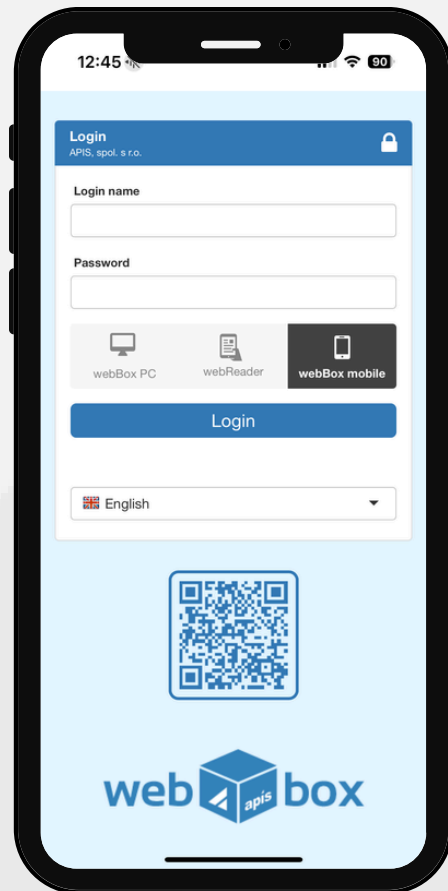 12:45
90
Login
APIS, spol. s r.o.
Login name
Password
webBox PC
webReader
webBox mobile
Login
English
web apis box